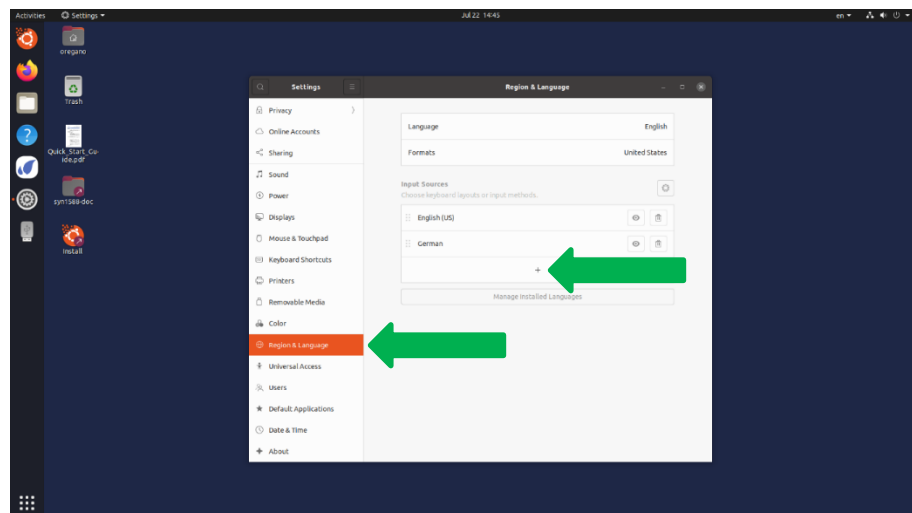 Activities
Settings
Jul 22 14:45
en
oregano
Trash
Quick_Start_Gu
ide.pdf
syn1588-doc
Install
Settings
Region & Language
Privacy
Online Accounts
Sharing
Sound
Power
Displays
Mouse & Touchpad
Keyboard Shortcuts
Printers
Removable Media
Color
Region & Language
Universal Access
Users
Default Applications
Date & Time
About
Language English
Formats United States
Input Sources
Choose keyboard layouts or input methods.
English (US)
German
+
Manage Installed Languages